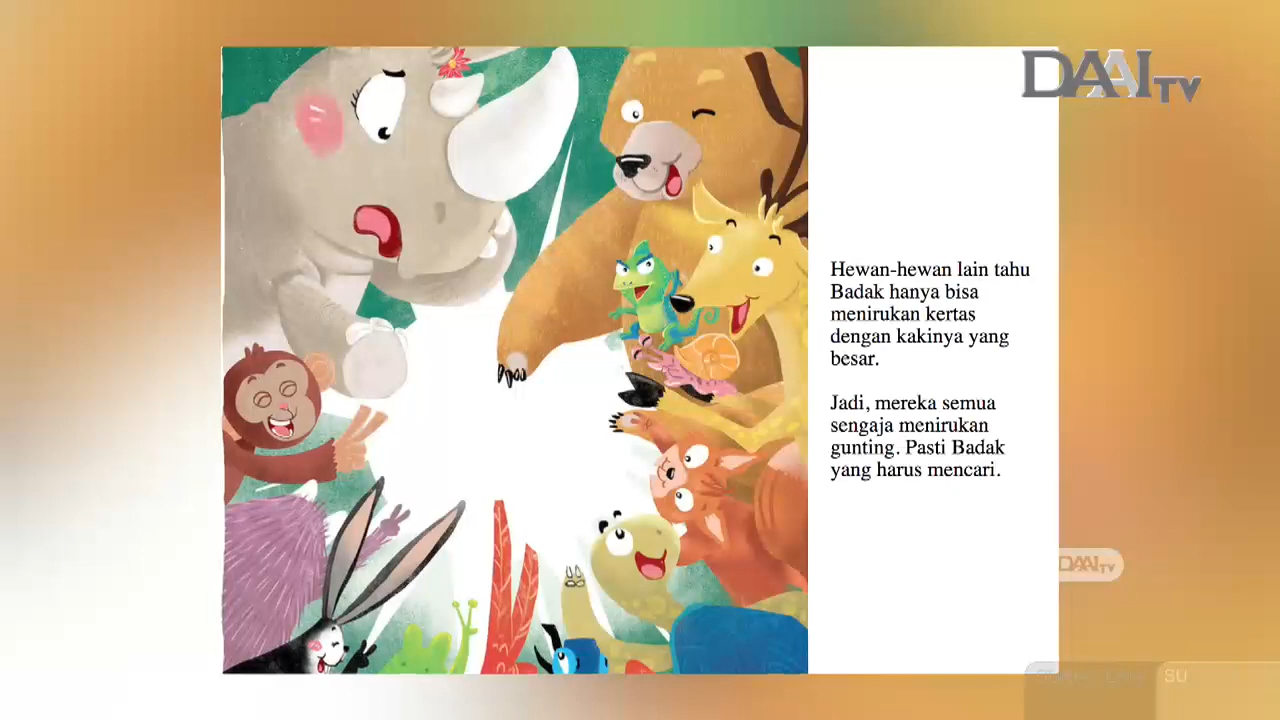 DAAI TV
Hewan-hewan lain tahu
Badak hanya bisa
menirukan kertas
dengan kakinya yang
besar.
Jadi, mereka semua
sengaja menirukan
gunting. Pasti Badak
yang harus mencari.
DAAI TV
SU